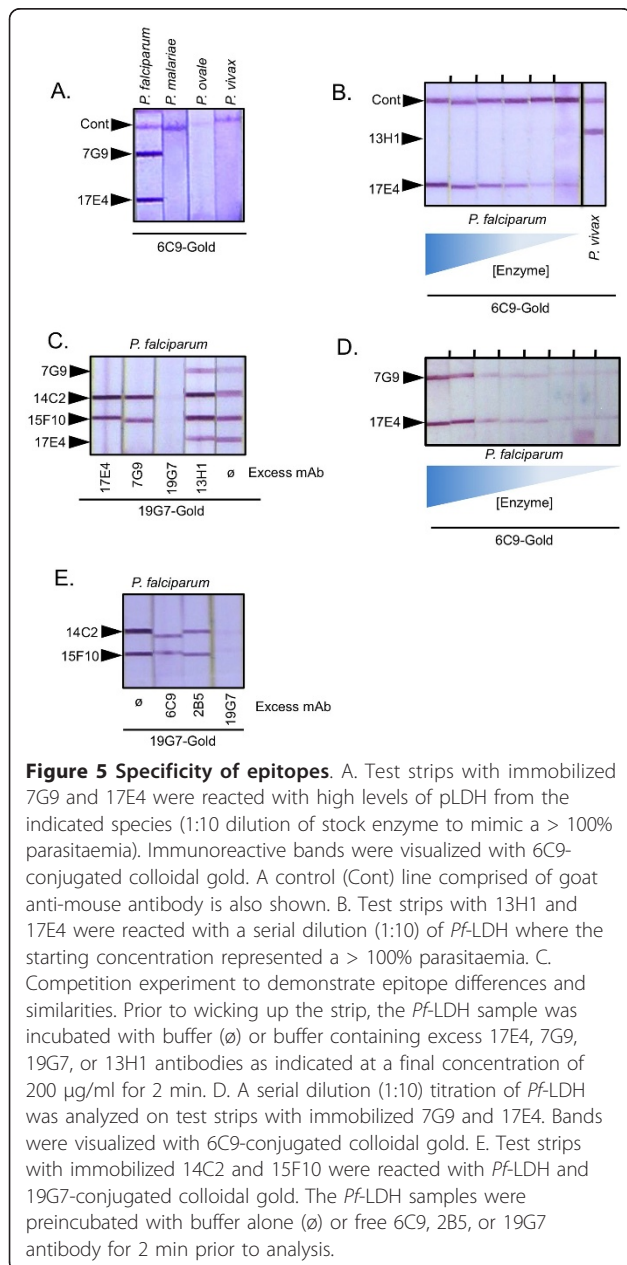 A.
P. falciparum
P. malariae
P. ovale
P. vivax
Cont
7G9
17E4
6C9-Gold
B.
Cont
13H1
17E4
P. falciparum
P. vivax
[Enzyme]
6C9-Gold
C.
P. falciparum
7G9
14C2
15F10
17E4
17E4
7G9
19G7
13H1
ø
Excess mAb
19G7-Gold
D.
7G9
17E4
P. falciparum
[Enzyme]
6C9-Gold
E.
P. falciparum
14C2
15F10
ø
6C9
2B5
19G7
Excess mAb
19G7-Gold
Figure 5 Specificity of epitopes. A. Test strips with immobilized
7G9 and 17E4 were reacted with high levels of pLDH from the
indicated species (1:10 dilution of stock enzyme to mimic a > 100%
parasitaemia). Immunoreactive bands were visualized with 6C9-
conjugated colloidal gold. A control (Cont) line comprised of goat
anti-mouse antibody is also shown. B. Test strips with 13H1 and
17E4 were reacted with a serial dilution (1:10) of Pf-LDH where the
starting concentration represented a > 100% parasitaemia. C.
Competition experiment to demonstrate epitope differences and
similarities. Prior to wicking up the strip, the Pf-LDH sample was
incubated with buffer (ø) or buffer containing excess 17E4, 7G9,
19G7, or 13H1 antibodies as indicated at a final concentration of
200 μg/ml for 2 min. D. A serial dilution (1:10) titration of Pf-LDH
was analyzed on test strips with immobilized 7G9 and 17E4. Bands
were visualized with 6C9-conjugated colloidal gold. E. Test strips
with immobilized 14C2 and 15F10 were reacted with Pf-LDH and
19G7-conjugated colloidal gold. The Pf-LDH samples were
preincubated with buffer alone (ø) or free 6C9, 2B5, or 19G7
antibody for 2 min prior to analysis.